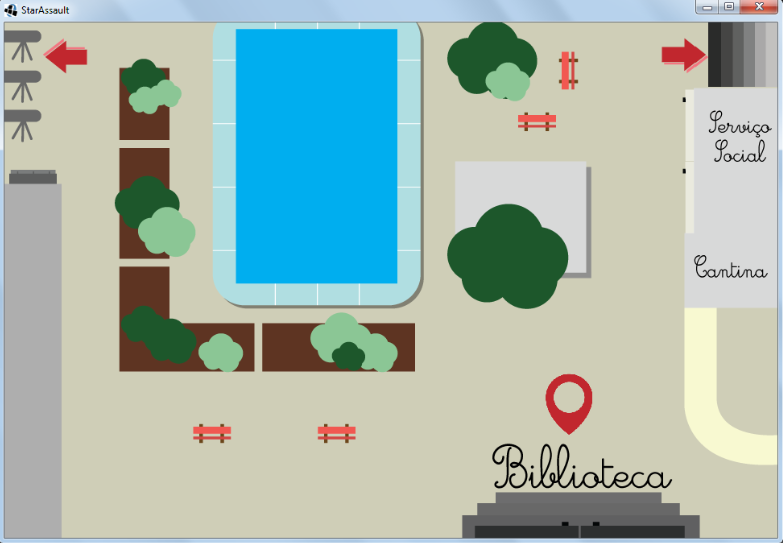 StarAssault
Serviço
Social
Cantina
Biblioteca